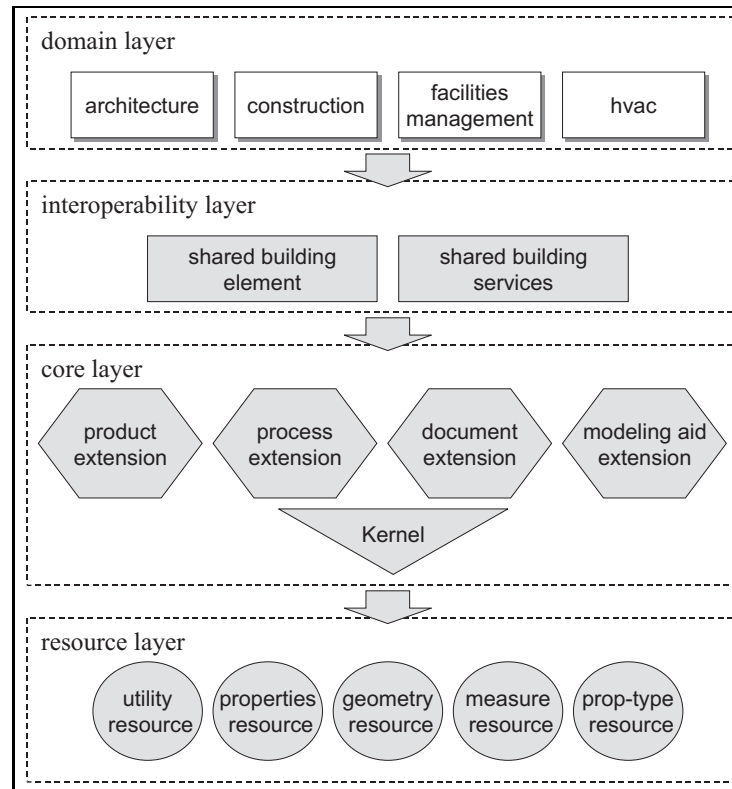 domain layer
architecture
construction
facilities
management
hvac
interoperability layer
shared building
element
shared building
services
core layer
product
extension
process
extension
document
extension
modeling aid
extension
Kernel
resource layer
utility
resource
properties
resource
geometry
resource
measure
resource
prop-type
resource